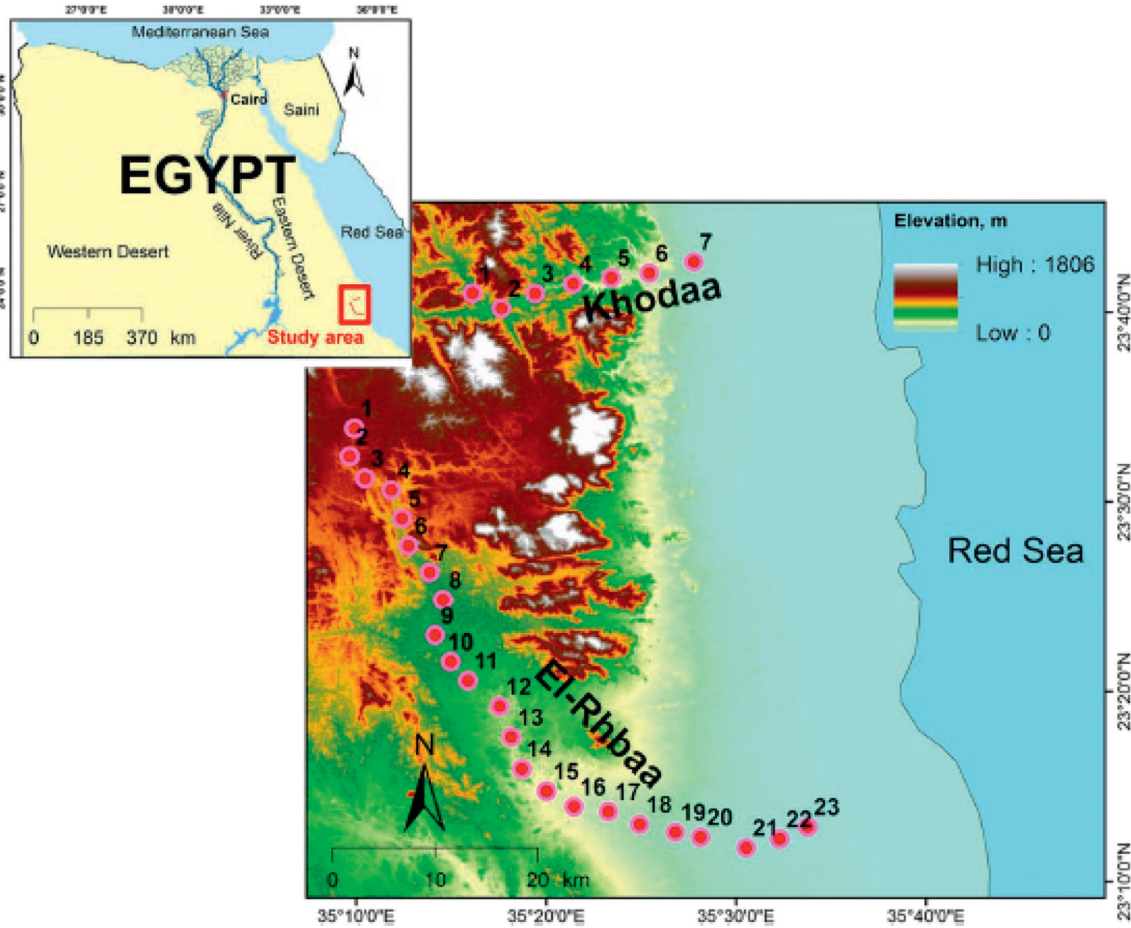 27°0'0"E 30°0'0"E 33°0'0"E 36°0'0"E
Mediterranean Sea
N
Cairo
Saini
EGYPT
River Nile
Eastern Desert
Red Sea
Western Desert
0 185 370 km
Study area
Elevation, m
High : 1806
Low : 0
1 2 3 4 5 6 7
Khodaa
23°40'0"N
1
2
3
4
5
6
7
8
9
10
11
12
13
14
15
16
17
18
19
20
21
22
23
El-Rhbaa
23°30'0"N
Red Sea
23°20'0"N
N
0 10 20 km
23°10'0"N
35°10'0"E 35°20'0"E 35°30'0"E 35°40'0"E